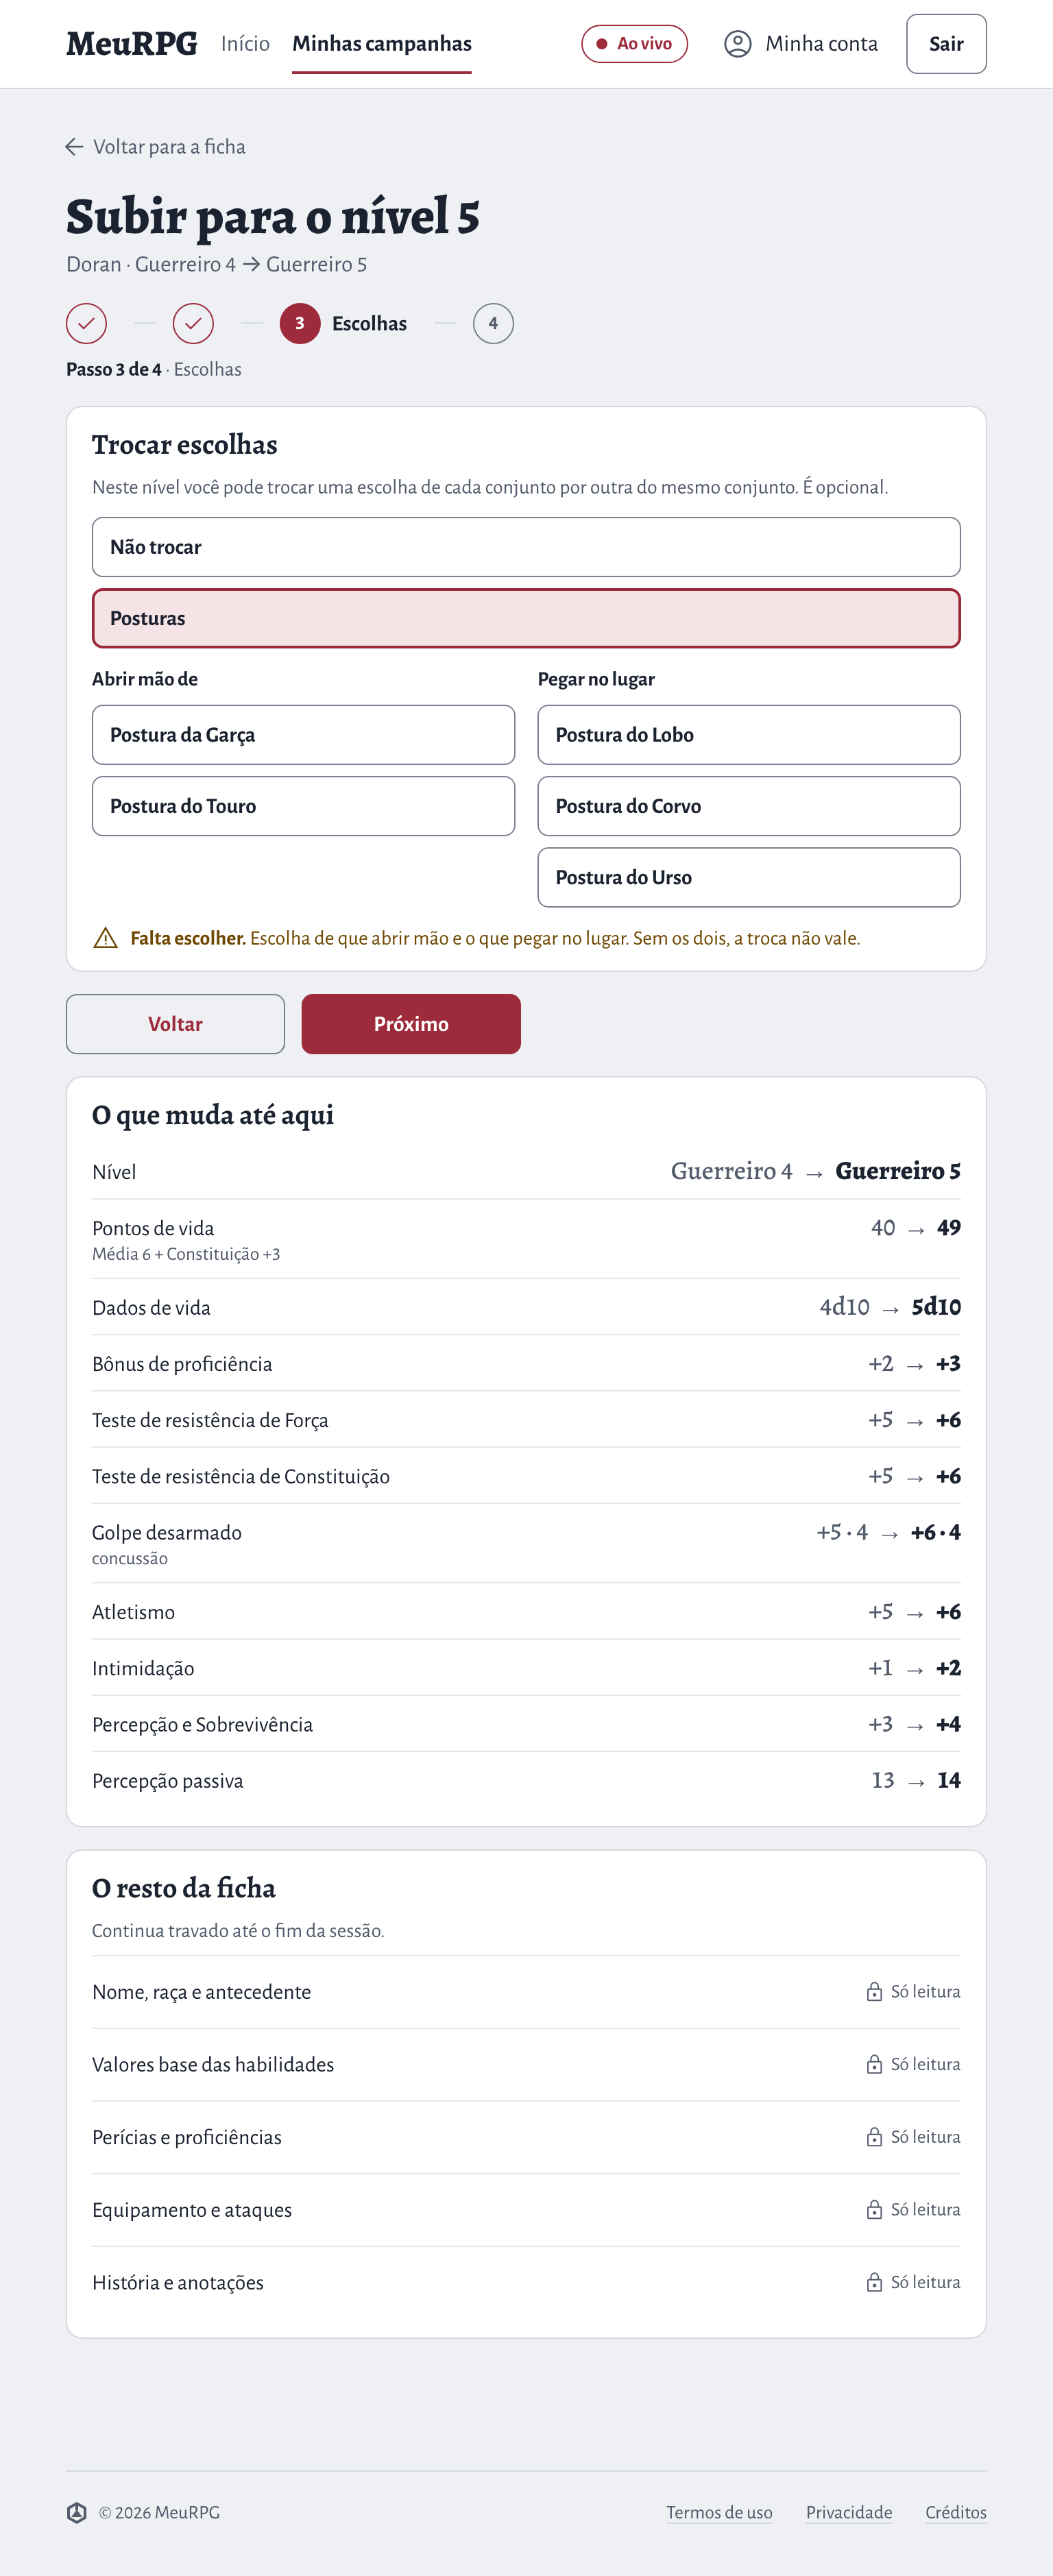 MeuRPG Início Minhas campanhas Ao vivo Minha conta Sair
Voltar para a ficha
Subir para o nível 5
Doran · Guerreiro 4 → Guerreiro 5
3 Escolhas 4
Passo 3 de 4 · Escolhas
Trocar escolhas
Neste nível você pode trocar uma escolha de cada conjunto por outra do mesmo conjunto. É opcional.
Não trocar
Posturas
Abrir mão de
Postura da Garça
Postura do Touro
Pegar no lugar
Postura do Lobo
Postura do Corvo
Postura do Urso
Falta escolher. Escolha de que abrir mão e o que pegar no lugar. Sem os dois, a troca não vale.
Voltar Próximo
O que muda até aqui
Nível Guerreiro 4 → Guerreiro 5
Pontos de vida 40 → 49
Média 6 + Constituição +3
Dados de vida 4d10 → 5d10
Bônus de proficiência +2 → +3
Teste de resistência de Força +5 → +6
Teste de resistência de Constituição +5 → +6
Golpe desarmado +5 · 4 → +6 · 4
concussão
Atletismo +5 → +6
Intimidação +1 → +2
Percepção e Sobrevivência +3 → +4
Percepção passiva 13 → 14
O resto da ficha
Continua travado até o fim da sessão.
Nome, raça e antecedente Só leitura
Valores base das habilidades Só leitura
Perícias e proficiências Só leitura
Equipamento e ataques Só leitura
História e anotações Só leitura
© 2026 MeuRPG Termos de uso Privacidade Créditos